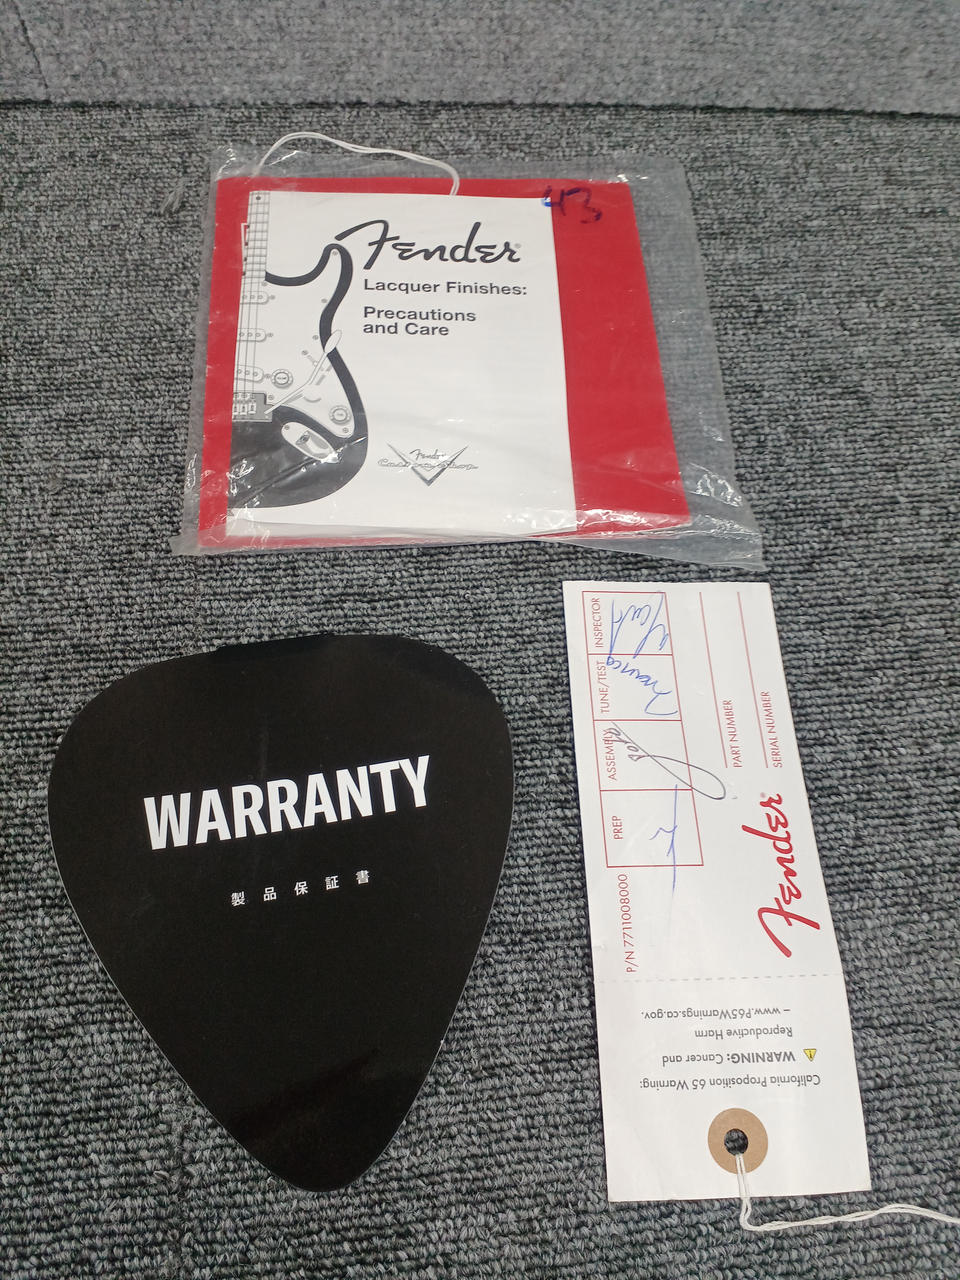 43
Fender
Lacquer Finishes:
Precautions
and Care
Fender
Custom Shop
WARRANTY
製品保証書
PREP
ASSEMBLY
TUNE/TEST
INSPECTOR
P/N 7711008000
PART NUMBER
SERIAL NUMBER
Fender
California Proposition 65 Warning:
⚠ WARNING: Cancer and
Reproductive Harm
– www.P65Warnings.ca.gov.